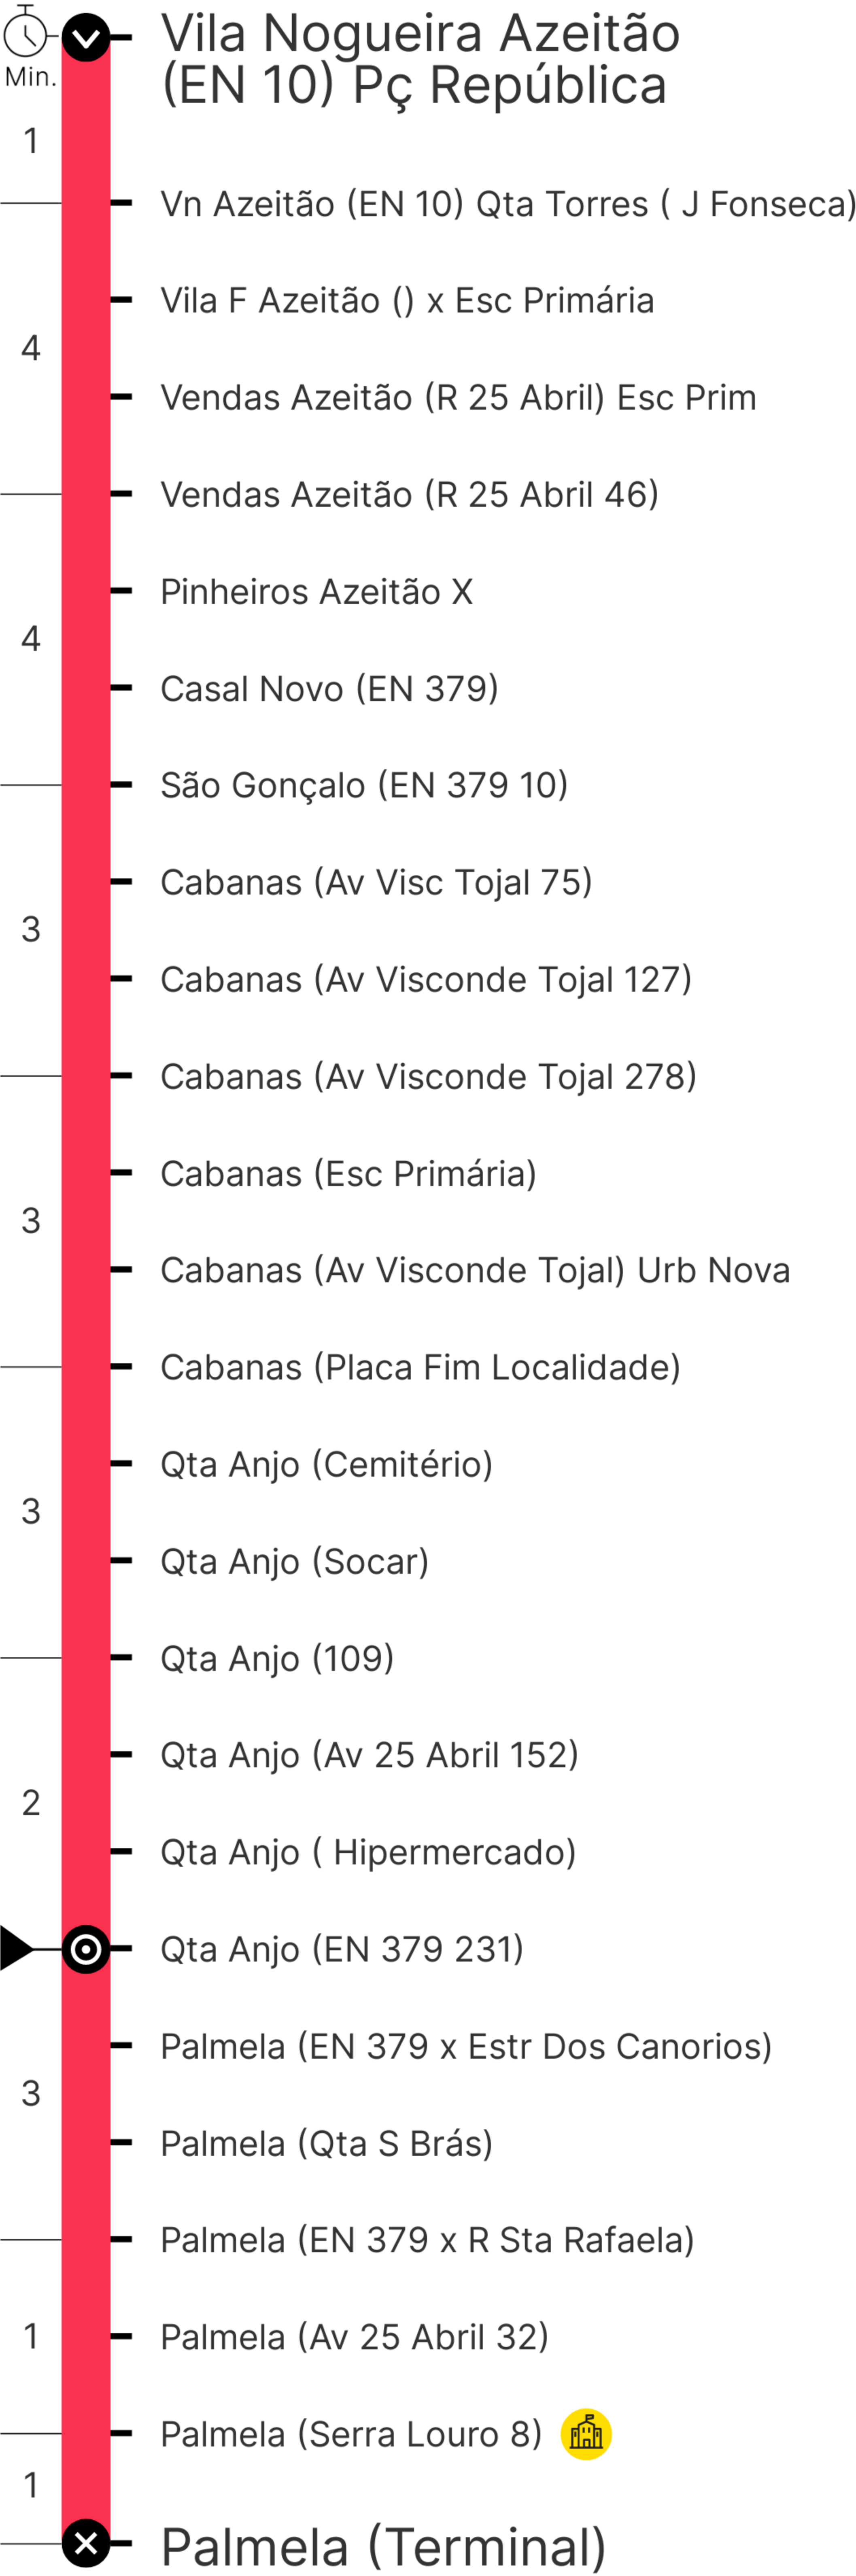 Min.
Vila Nogueira Azeitão
(EN 10) Pç República
1
Vn Azeitão (EN 10) Qta Torres ( J Fonseca)
Vila F Azeitão () x Esc Primária
4
Vendas Azeitão (R 25 Abril) Esc Prim
Vendas Azeitão (R 25 Abril 46)
Pinheiros Azeitão X
4
Casal Novo (EN 379)
São Gonçalo (EN 379 10)
Cabanas (Av Visc Tojal 75)
3
Cabanas (Av Visconde Tojal 127)
Cabanas (Av Visconde Tojal 278)
Cabanas (Esc Primária)
3
Cabanas (Av Visconde Tojal) Urb Nova
Cabanas (Placa Fim Localidade)
Qta Anjo (Cemitério)
3
Qta Anjo (Socar)
Qta Anjo (109)
Qta Anjo (Av 25 Abril 152)
2
Qta Anjo ( Hipermercado)
Qta Anjo (EN 379 231)
Palmela (EN 379 x Estr Dos Canorios)
3
Palmela (Qta S Brás)
Palmela (EN 379 x R Sta Rafaela)
1
Palmela (Av 25 Abril 32)
Palmela (Serra Louro 8)
1
Palmela (Terminal)